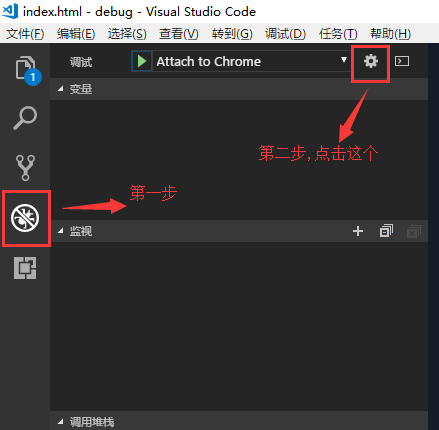 index.html - debug - Visual Studio Code
文件(F) 编辑(E) 选择(S) 查看(V) 转到(G) 调试(D) 任务(T) 帮助(H)
调试 Attach to Chrome
变量
1
第二步,点击这个
第一步
监视
调用堆栈